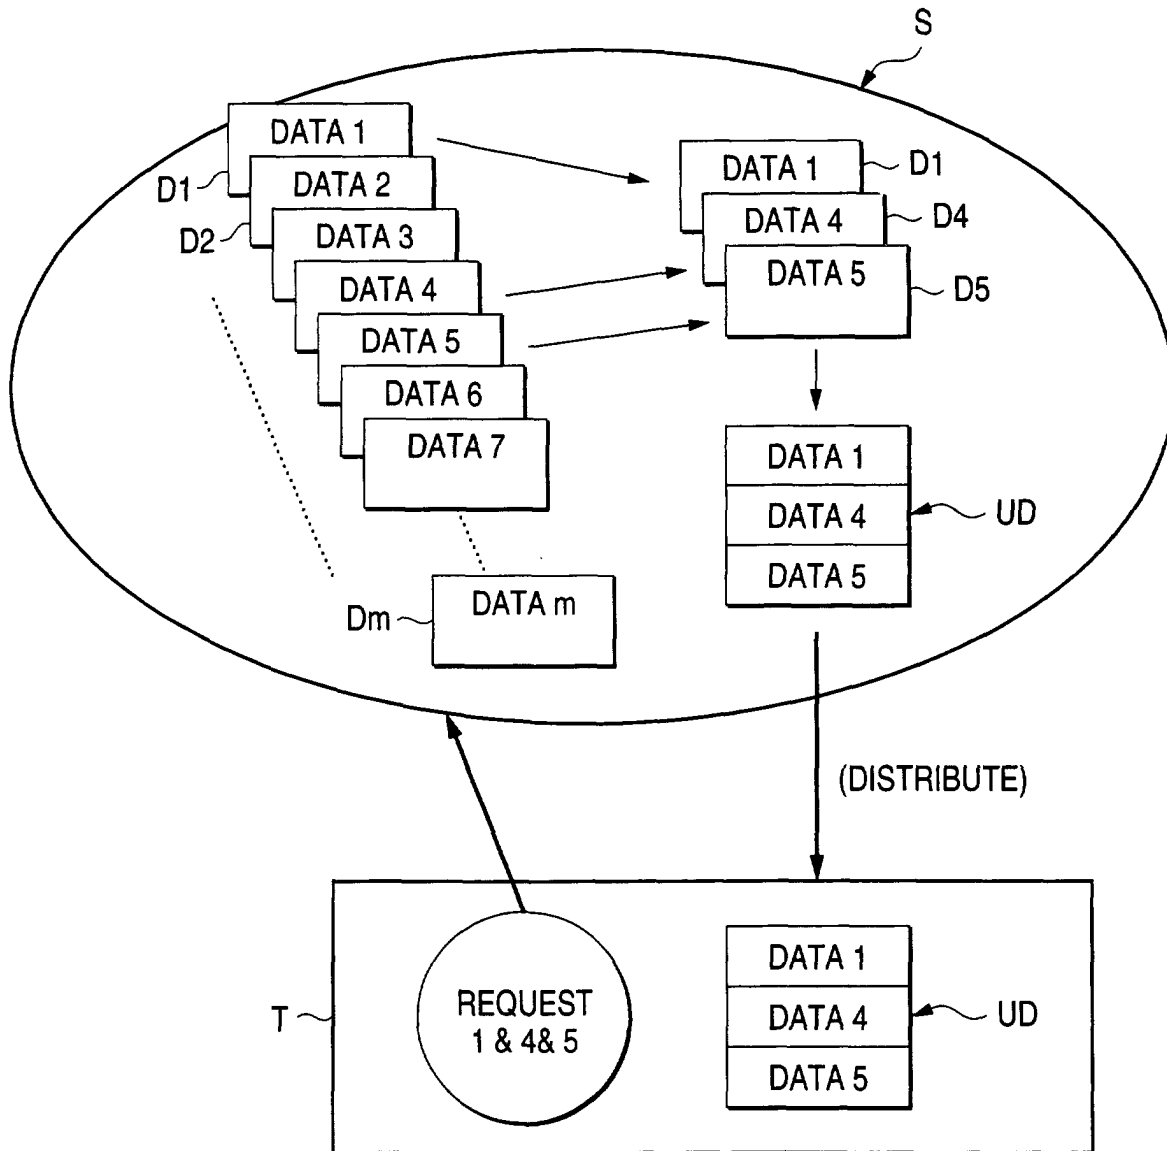 S
DATA 1
D1
DATA 2
D2
DATA 3
DATA 4
DATA 5
DATA 6
DATA 7
Dm
DATA m
DATA 1
D1
DATA 4
D4
DATA 5
D5
DATA 1
DATA 4
UD
DATA 5
(DISTRIBUTE)
T
REQUEST
1 & 4& 5
DATA 1
DATA 4
UD
DATA 5